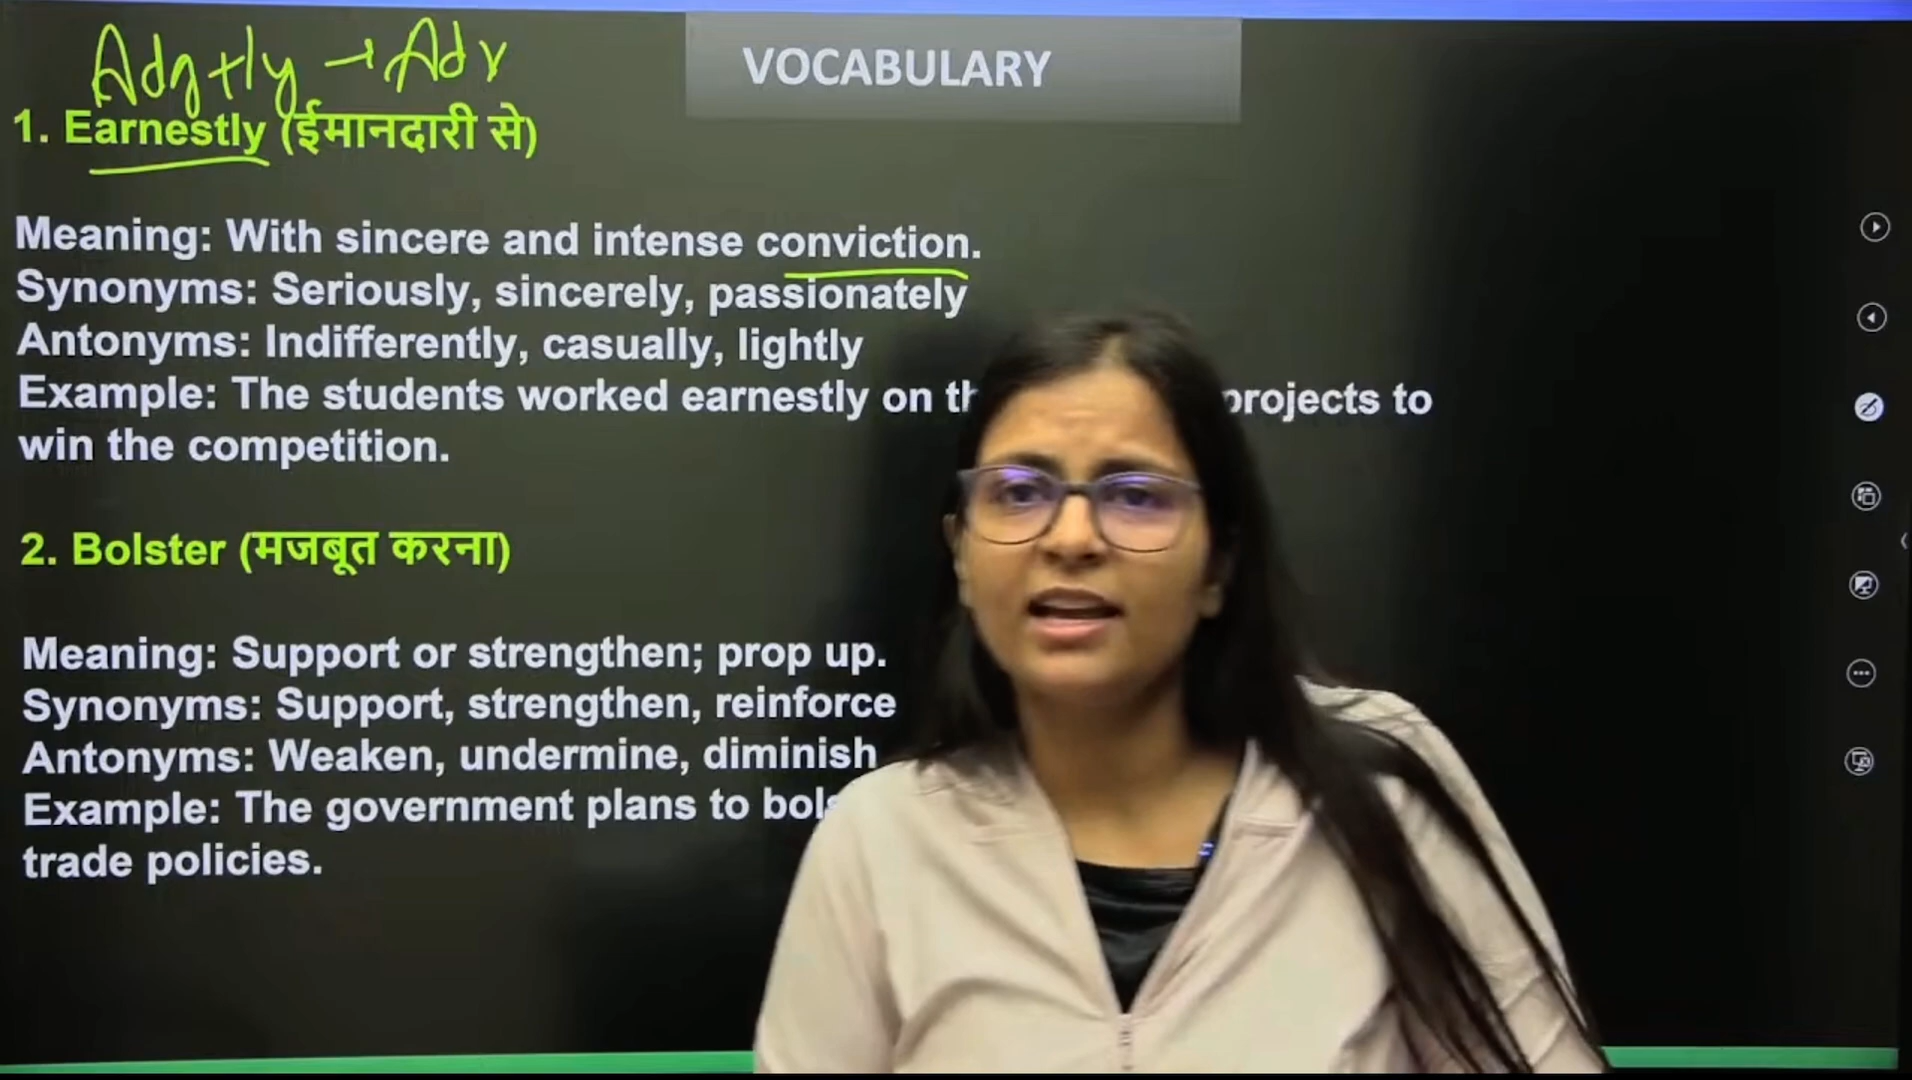 Adj+ly → Adv
VOCABULARY
1. Earnestly (ईमानदारी से)
Meaning: With sincere and intense conviction.
Synonyms: Seriously, sincerely, passionately
Antonyms: Indifferently, casually, lightly
Example: The students worked earnestly on projects to
win the competition.
2. Bolster (मजबूत करना)
Meaning: Support or strengthen; prop up.
Synonyms: Support, strengthen, reinforce
Antonyms: Weaken, undermine, diminish
Example: The government plans to
trade policies.